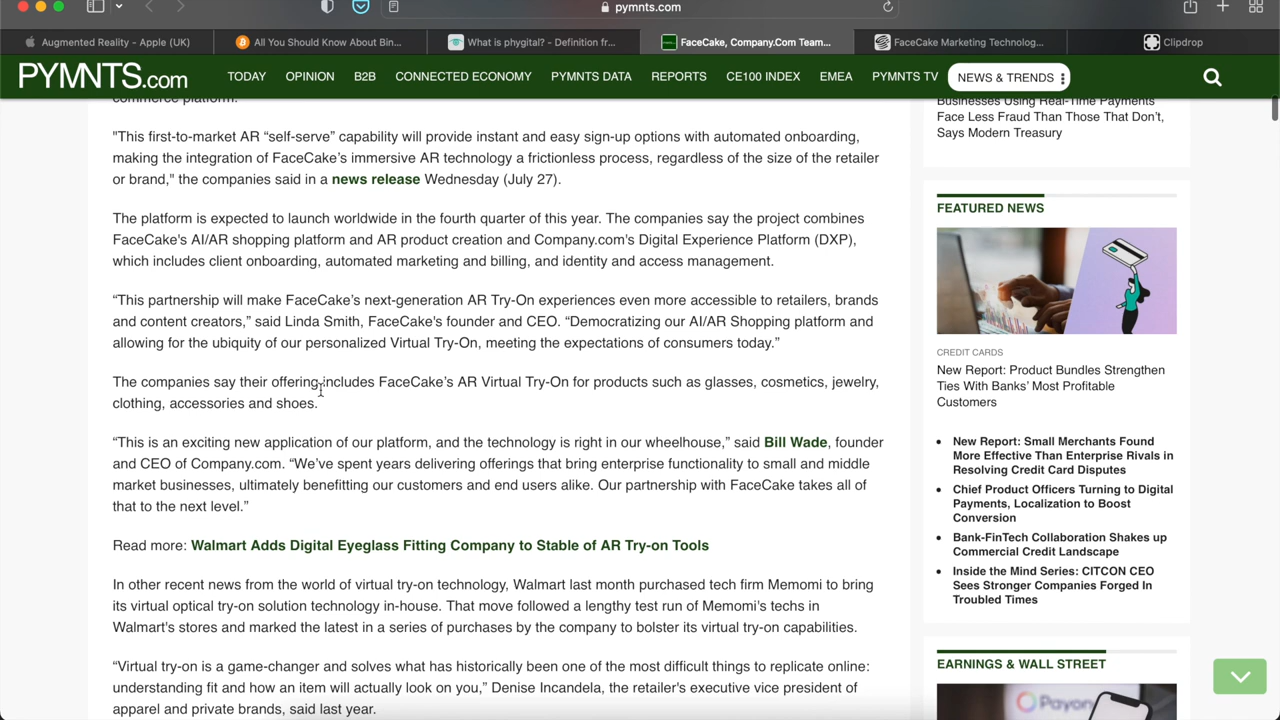 pymnts.com
Augmented Reality - Apple (UK)
All You Should Know About Bin...
What is phygital? - Definition fr...
FaceCake, Company.Com Team...
FaceCake Marketing Technolog...
Clipdrop
PYMNTS.com
TODAY
OPINION
B2B
CONNECTED ECONOMY
PYMNTS DATA
REPORTS
CE100 INDEX
EMEA
PYMNTS TV
NEWS & TRENDS
commerce platform.
"This first-to-market AR “self-serve” capability will provide instant and easy sign-up options with automated onboarding,
making the integration of FaceCake’s immersive AR technology a frictionless process, regardless of the size of the retailer
or brand," the companies said in a news release Wednesday (July 27).
The platform is expected to launch worldwide in the fourth quarter of this year. The companies say the project combines
FaceCake's AI/AR shopping platform and AR product creation and Company.com’s Digital Experience Platform (DXP),
which includes client onboarding, automated marketing and billing, and identity and access management.
“This partnership will make FaceCake’s next-generation AR Try-On experiences even more accessible to retailers, brands
and content creators,” said Linda Smith, FaceCake's founder and CEO. “Democratizing our AI/AR Shopping platform and
allowing for the ubiquity of our personalized Virtual Try-On, meeting the expectations of consumers today.”
The companies say their offering includes FaceCake’s AR Virtual Try-On for products such as glasses, cosmetics, jewelry,
clothing, accessories and shoes.
“This is an exciting new application of our platform, and the technology is right in our wheelhouse,” said Bill Wade, founder
and CEO of Company.com. “We’ve spent years delivering offerings that bring enterprise functionality to small and middle
market businesses, ultimately benefitting our customers and end users alike. Our partnership with FaceCake takes all of
that to the next level.”
Read more: Walmart Adds Digital Eyeglass Fitting Company to Stable of AR Try-on Tools
In other recent news from the world of virtual try-on technology, Walmart last month purchased tech firm Memomi to bring
its virtual optical try-on solution technology in-house. That move followed a lengthy test run of Memomi's techs in
Walmart's stores and marked the latest in a series of purchases by the company to bolster its virtual try-on capabilities.
“Virtual try-on is a game-changer and solves what has historically been one of the most difficult things to replicate online:
understanding fit and how an item will actually look on you,” Denise Incandela, the retailer's executive vice president of
apparel and private brands, said last year.
Businesses Using Real-Time Payments
Face Less Fraud Than Those That Don’t,
Says Modern Treasury
FEATURED NEWS
CREDIT CARDS
New Report: Product Bundles Strengthen
Ties With Banks’ Most Profitable
Customers
New Report: Small Merchants Found
More Effective Than Enterprise Rivals in
Resolving Credit Card Disputes
Chief Product Officers Turning to Digital
Payments, Localization to Boost
Conversion
Bank-FinTech Collaboration Shakes up
Commercial Credit Landscape
Inside the Mind Series: CITCON CEO
Sees Stronger Companies Forged In
Troubled Times
EARNINGS & WALL STREET